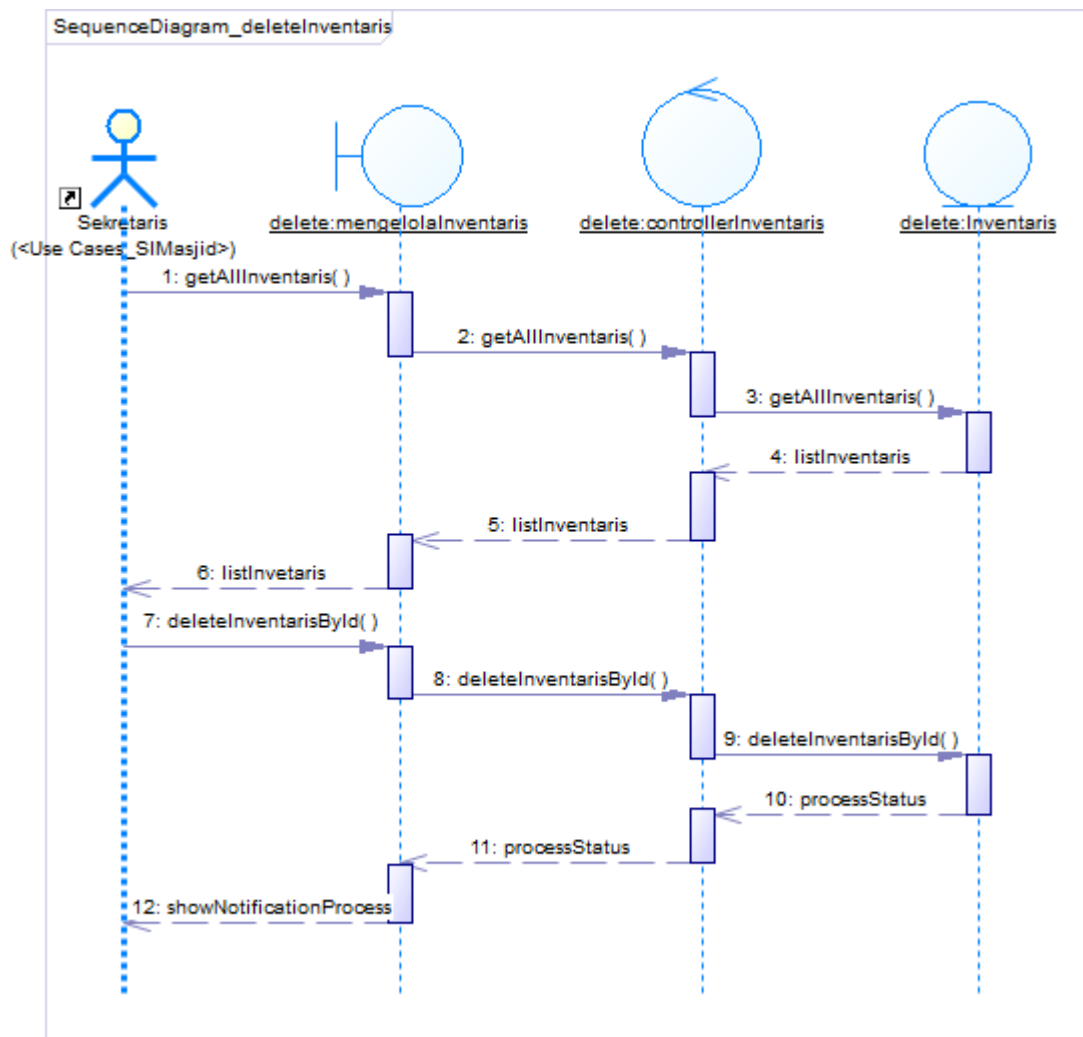 SequenceDiagram_deleteInventaris
Sekretaris
(<Use Cases_SIMasjid>)
delete:mengelolaInventaris
delete:controllerInventaris
delete:Inventaris
1: getAllInventaris( )
2: getAllInventaris( )
3: getAllInventaris( )
4: listInventaris
5: listInventaris
6: listInvetaris
7: deleteInventarisById( )
8: deleteInventarisById( )
9: deleteInventarisById( )
10: processStatus
11: processStatus
12: showNotificationProcess